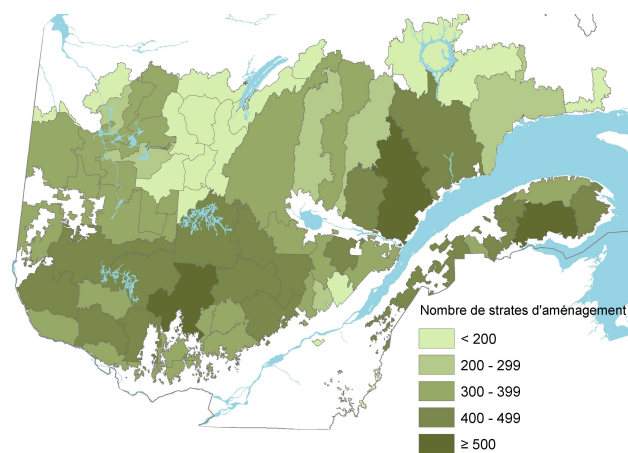 Nombre de strates d'aménagement
< 200
200 - 299
300 - 399
400 - 499
≥ 500